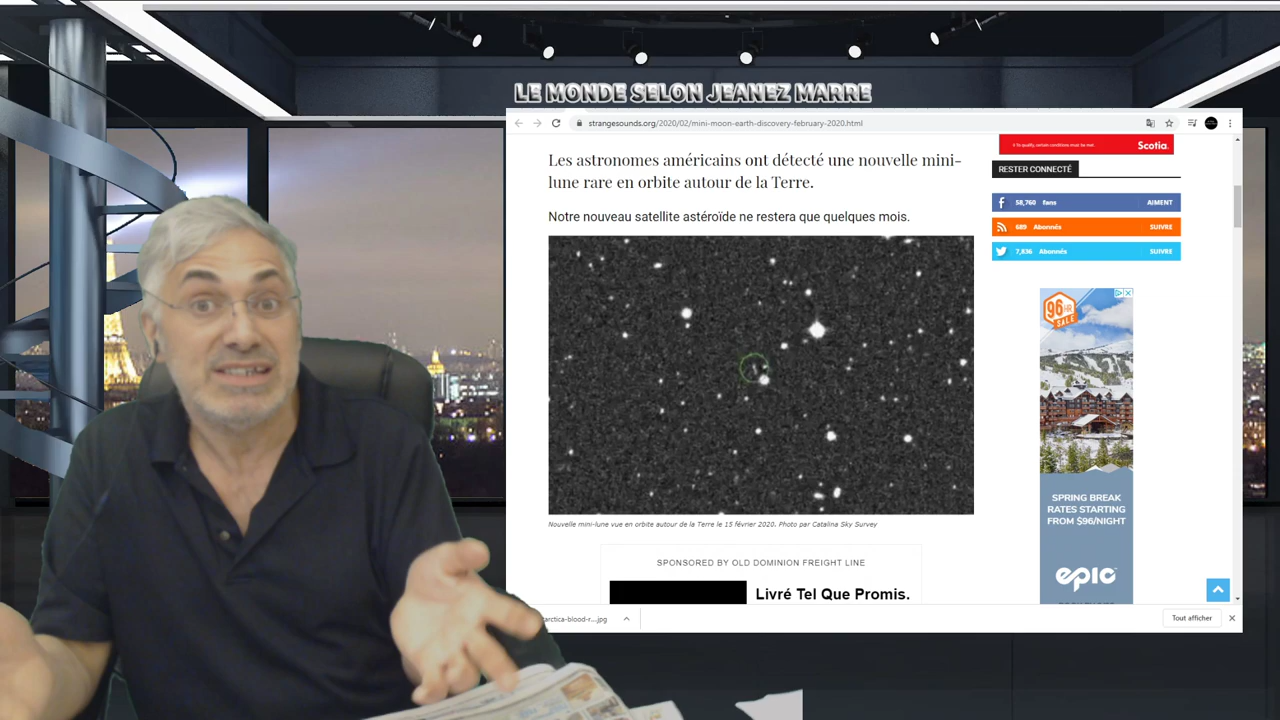 LE MONDE SELON JEANEZ MARRE
strangesounds.org/2020/02/mini-moon-earth-discovery-february-2020.html
Les astronomes américains ont détecté une nouvelle mini-
lune rare en orbite autour de la Terre.
Notre nouveau satellite astéroïde ne restera que quelques mois.
Nouvelle mini-lune vue en orbite autour de la Terre le 15 février 2020. Photo par Catalina Sky Survey
SPONSORED BY OLD DOMINION FREIGHT LINE
Livré Tel Que Promis.
Scotia.
RESTER CONNECTÉ
58,760 fans AIMENT
689 Abonnés SUIVRE
7,836 Abonnés SUIVRE
96
HR
SALE
SPRING BREAK
RATES STARTING
FROM $96/NIGHT
epic
tarctica-blood-r....jpg
Tout afficher